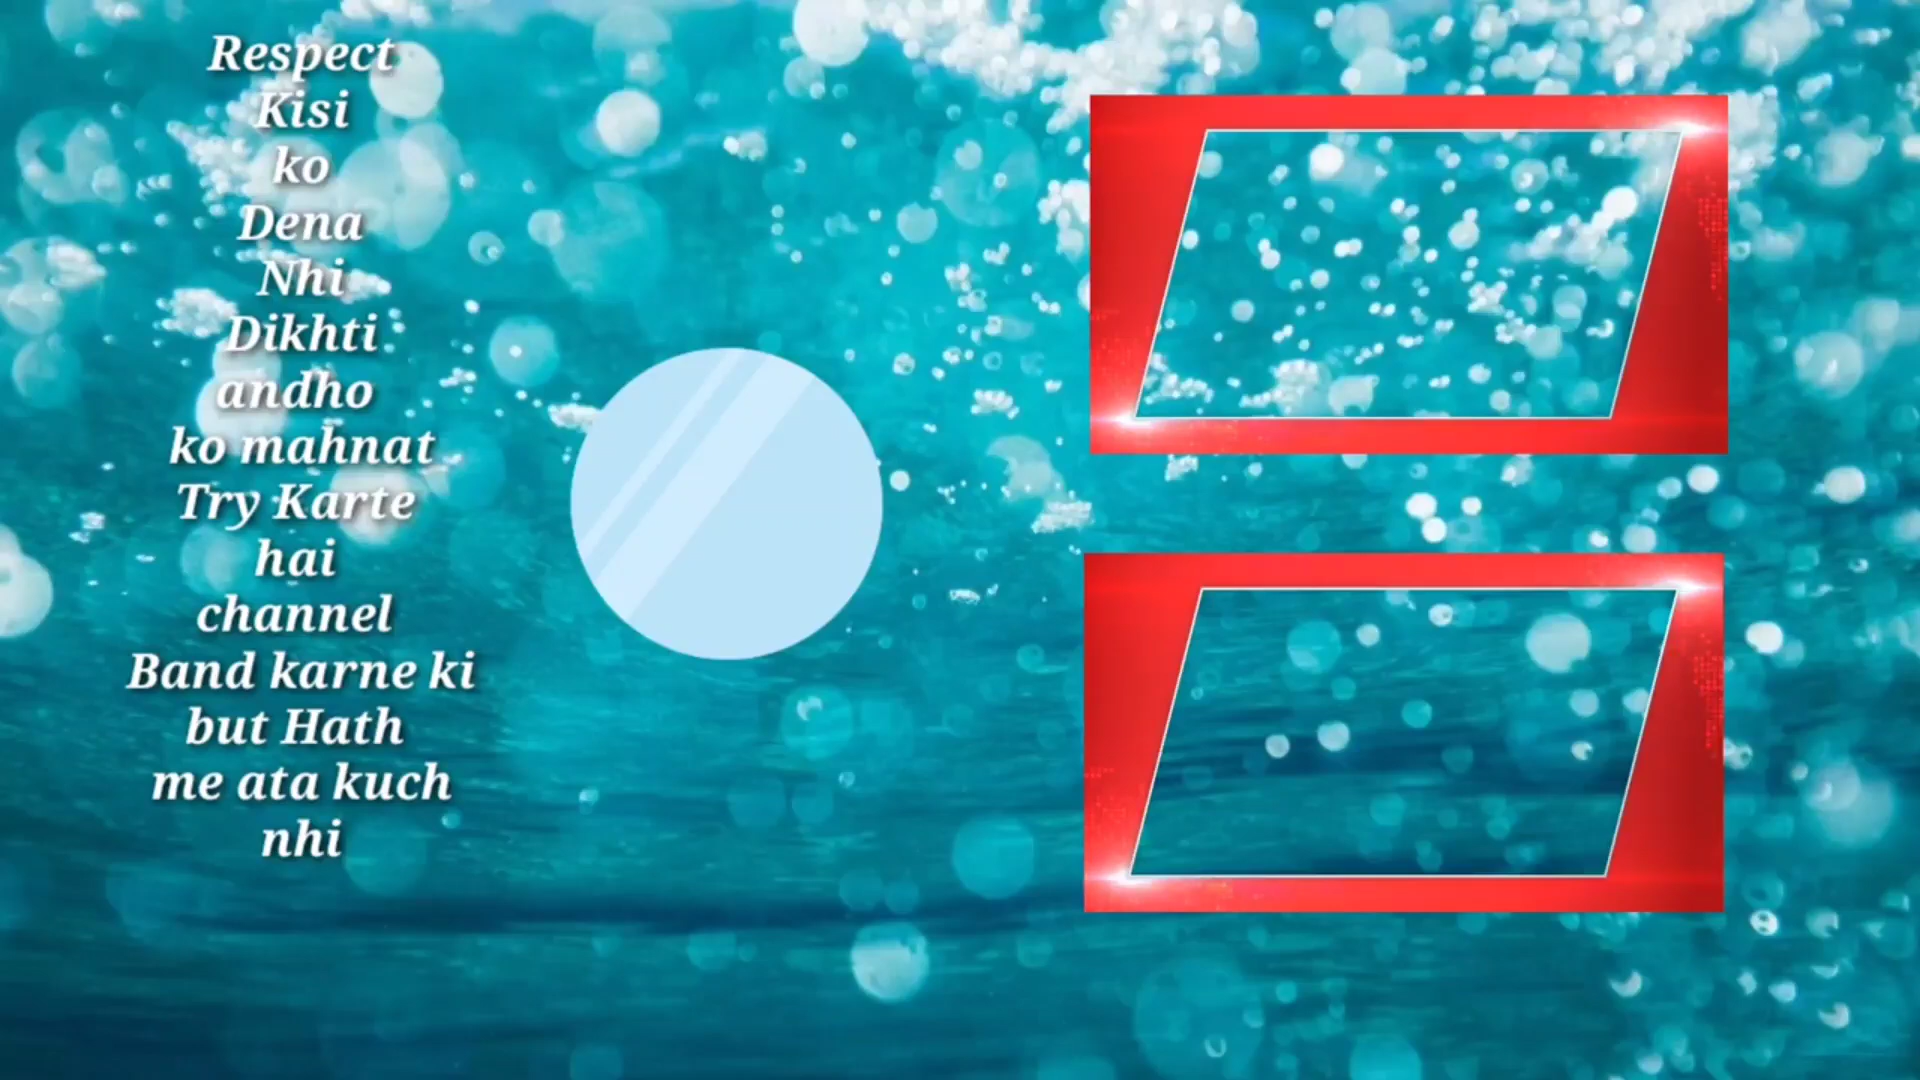 Respect
Kisi
ko
Dena
Nhi
Dikhti
andho
ko mahnat
Try Karte
hai
channel
Band karne ki
but Hath
me ata kuch
nhi